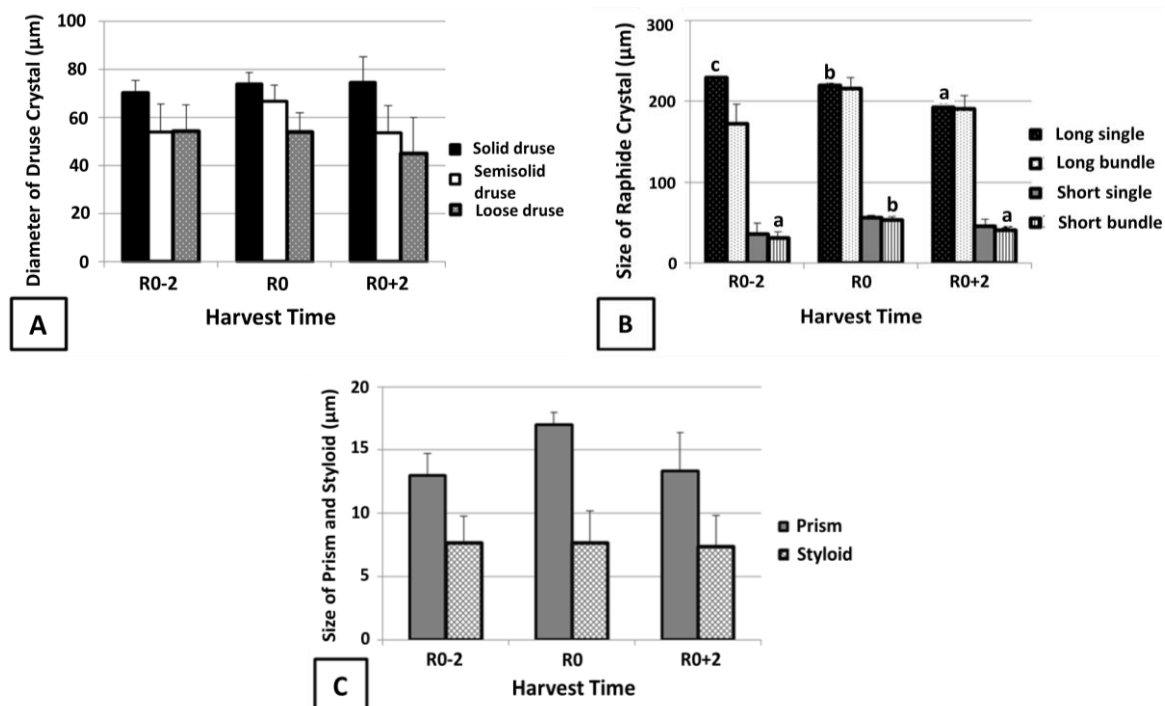 Diameter of Druse Crystal (μm)
100
80
60
40
20
0
R0-2
R0
R0+2
Harvest Time
Solid druse
Semisolid
druse
Loose druse
A
Size of Raphide Crystal (μm)
300
200
100
0
c
a
b
b
a
a
R0-2
R0
R0+2
Harvest Time
Long single
Long bundle
Short single
Short bundle
B
Size of Prism and Styloid (μm)
20
15
10
5
0
R0-2
R0
R0+2
Harvest Time
Prism
Styloid
C